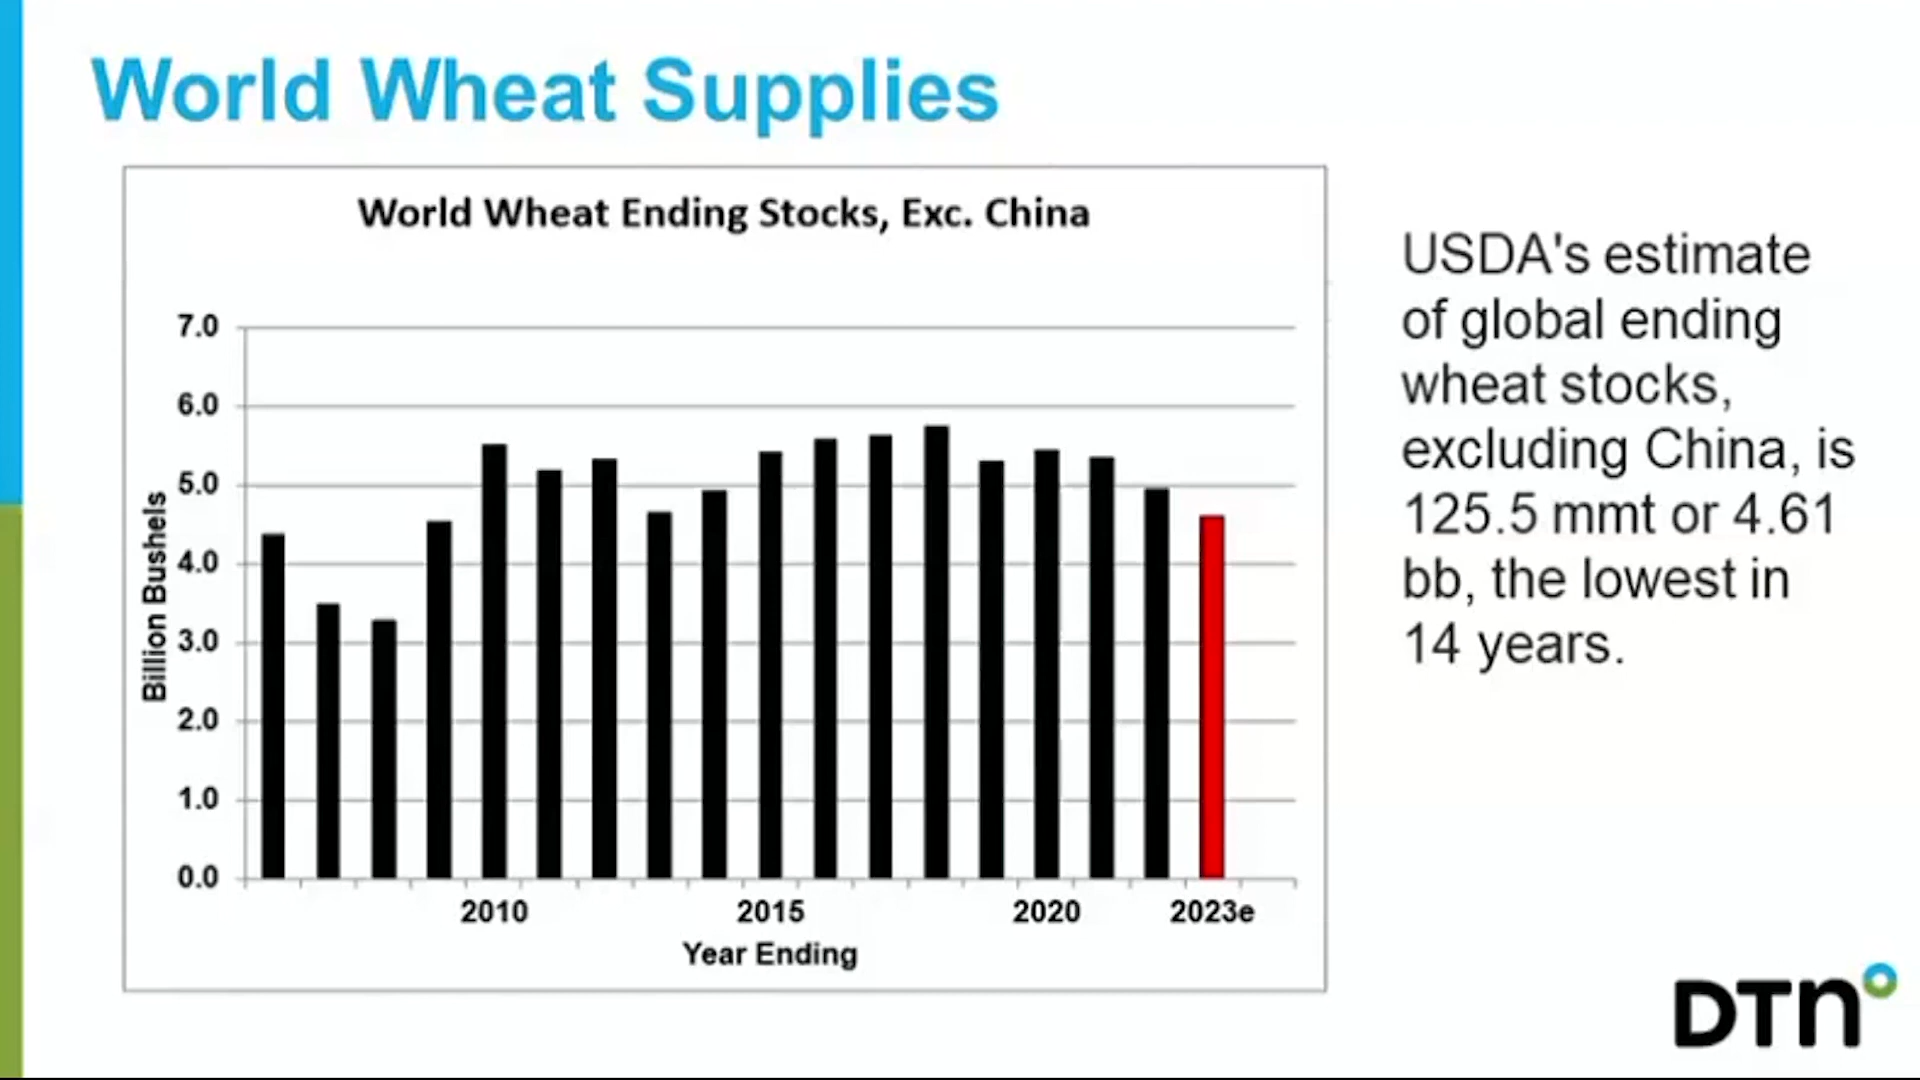 World Wheat Supplies
World Wheat Ending Stocks, Exc. China
7.0
6.0
5.0
4.0
3.0
2.0
1.0
0.0
Billion Bushels
2010 2015 2020 2023e
Year Ending
USDA's estimate
of global ending
wheat stocks,
excluding China, is
125.5 mmt or 4.61
bb, the lowest in
14 years.
DTN